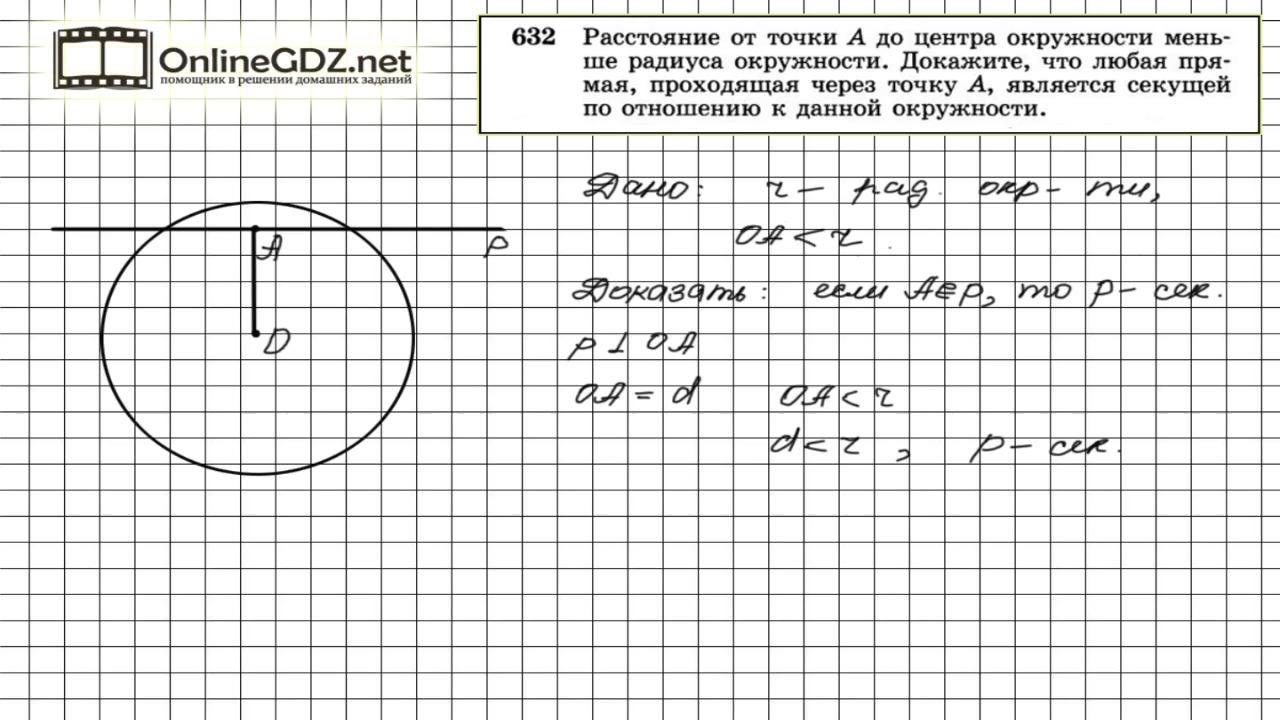 OnlineGDZ.net
помощник в решении домашних заданий
632 Расстояние от точки A до центра окружности мень-
ше радиуса окружности. Докажите, что любая пря-
мая, проходящая через точку A, является секущей
по отношению к данной окружности.
Дано: r – рад. окр-ти,
OA < r.
Доказать: если A∈p, то p – сек.
p ⊥ OA
OA = d OA < r
d < r, p – сек.
A
P
O